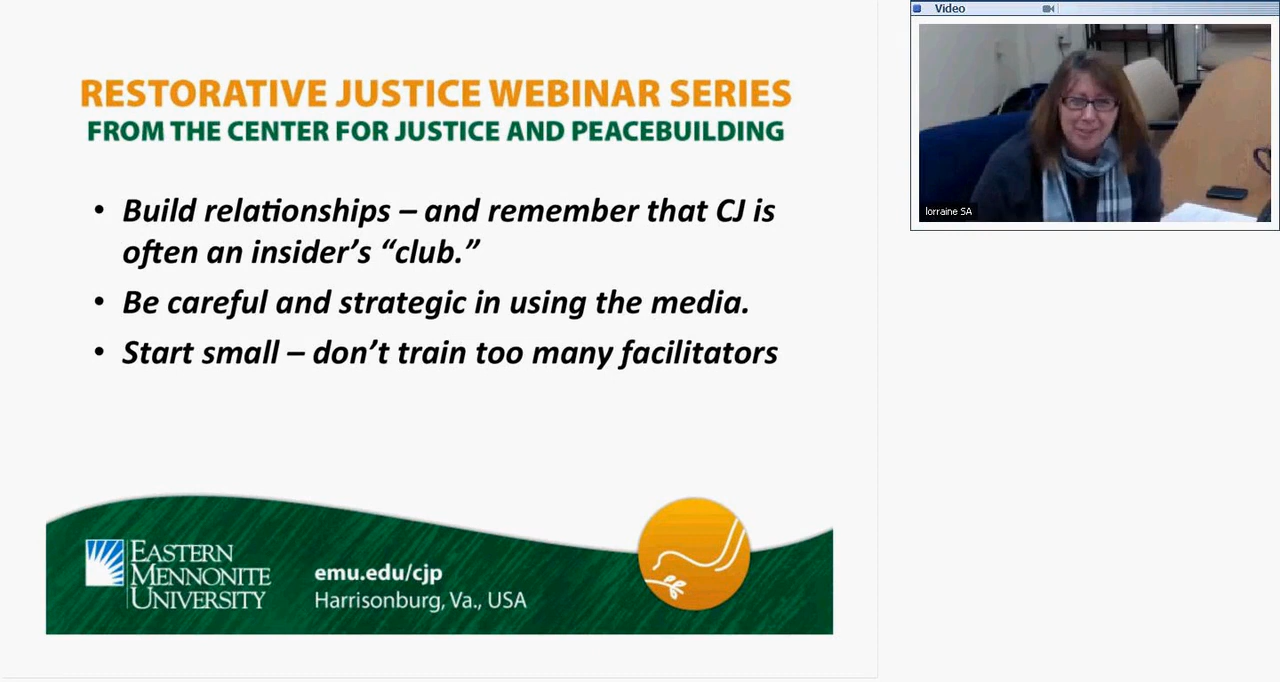 RESTORATIVE JUSTICE WEBINAR SERIES
FROM THE CENTER FOR JUSTICE AND PEACEBUILDING
• Build relationships – and remember that CJ is
often an insider’s “club.”
• Be careful and strategic in using the media.
• Start small – don’t train too many facilitators
EASTERN
MENNONITE
UNIVERSITY
emu.edu/cjp
Harrisonburg, Va., USA
Video
lorraine SA